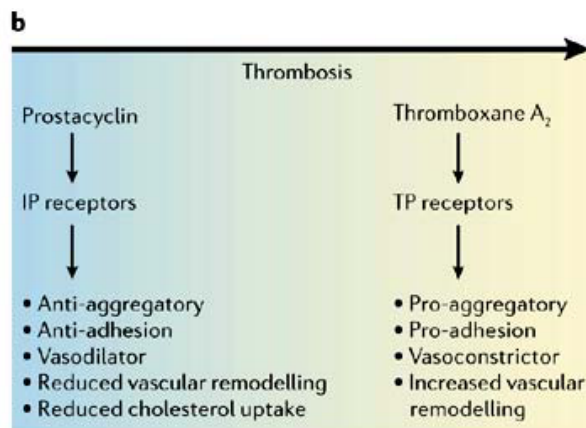 b
Thrombosis
Prostacyclin
IP receptors
• Anti-aggregatory
• Anti-adhesion
• Vasodilator
• Reduced vascular remodelling
• Reduced cholesterol uptake
Thromboxane A₂
TP receptors
• Pro-aggregatory
• Pro-adhesion
• Vasoconstrictor
• Increased vascular
remodelling